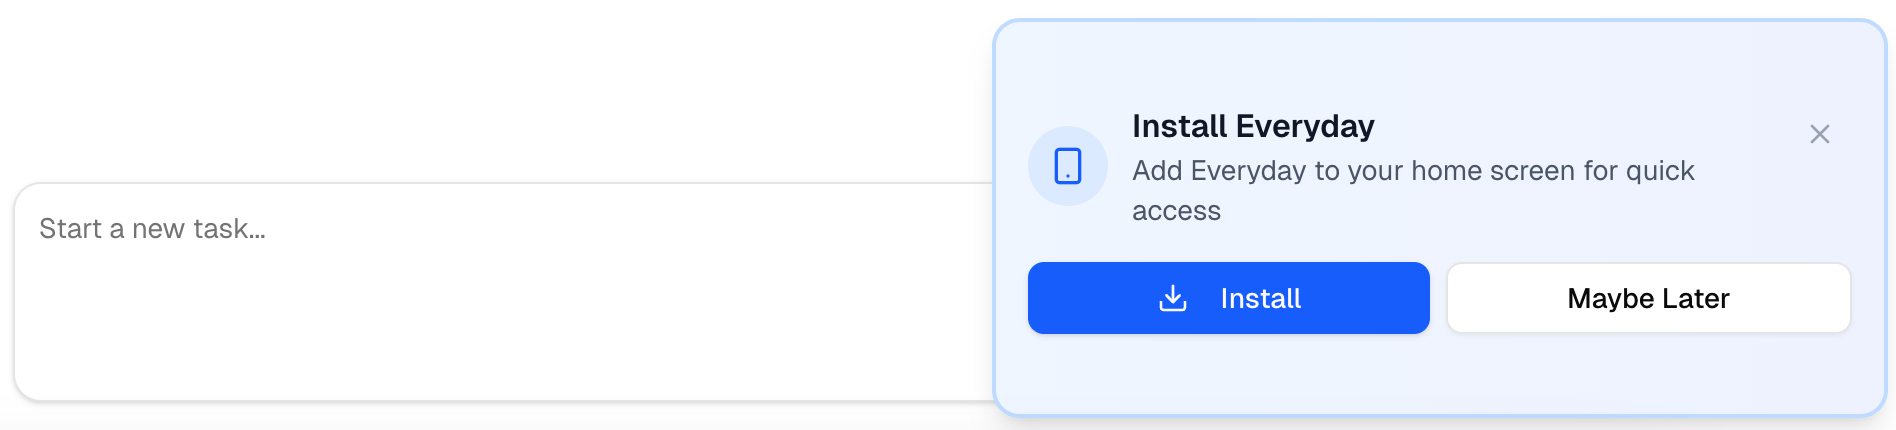 Start a new task...
Install Everyday
Add Everyday to your home screen for quick
access
Install
Maybe Later